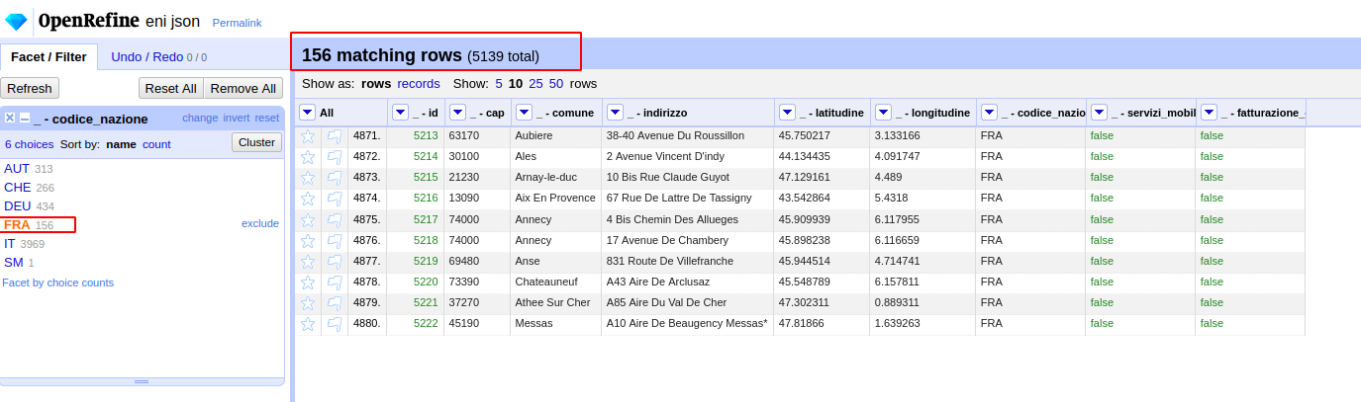 OpenRefine eni json Permalink
Facet / Filter Undo / Redo 0 / 0
Refresh Reset All Remove All
_ - codice_nazione change invert reset
6 choices Sort by: name count Cluster
AUT 313
CHE 266
DEU 434
FRA 156 exclude
IT 3969
SM 1
Facet by choice counts
156 matching rows (5139 total)
Show as: rows records Show: 5 10 25 50 rows
All _ - id _ - cap _ - comune _ - indirizzo _ - latitudine _ - longitudine _ - codice_nazio _ - servizi_mobil _ - fatturazione_
4871. 5213 63170 Aubiere 38-40 Avenue Du Roussillon 45.750217 3.133166 FRA false false
4872. 5214 30100 Ales 2 Avenue Vincent D'indy 44.134435 4.091747 FRA false false
4873. 5215 21230 Arnay-le-duc 10 Bis Rue Claude Guyot 47.129161 4.489 FRA false false
4874. 5216 13090 Aix En Provence 67 Rue De Lattre De Tassigny 43.542864 5.4318 FRA false false
4875. 5217 74000 Annecy 4 Bis Chemin Des Allueges 45.909939 6.117955 FRA false false
4876. 5218 74000 Annecy 17 Avenue De Chambery 45.898238 6.116659 FRA false false
4877. 5219 69480 Anse 831 Route De Villefranche 45.944514 4.714741 FRA false false
4878. 5220 73390 Chateauneuf A43 Aire De Arclusaz 45.548789 6.157811 FRA false false
4879. 5221 37270 Athee Sur Cher A85 Aire Du Val De Cher 47.302311 0.889311 FRA false false
4880. 5222 45190 Messas A10 Aire De Beaugency Messas* 47.81866 1.639263 FRA false false